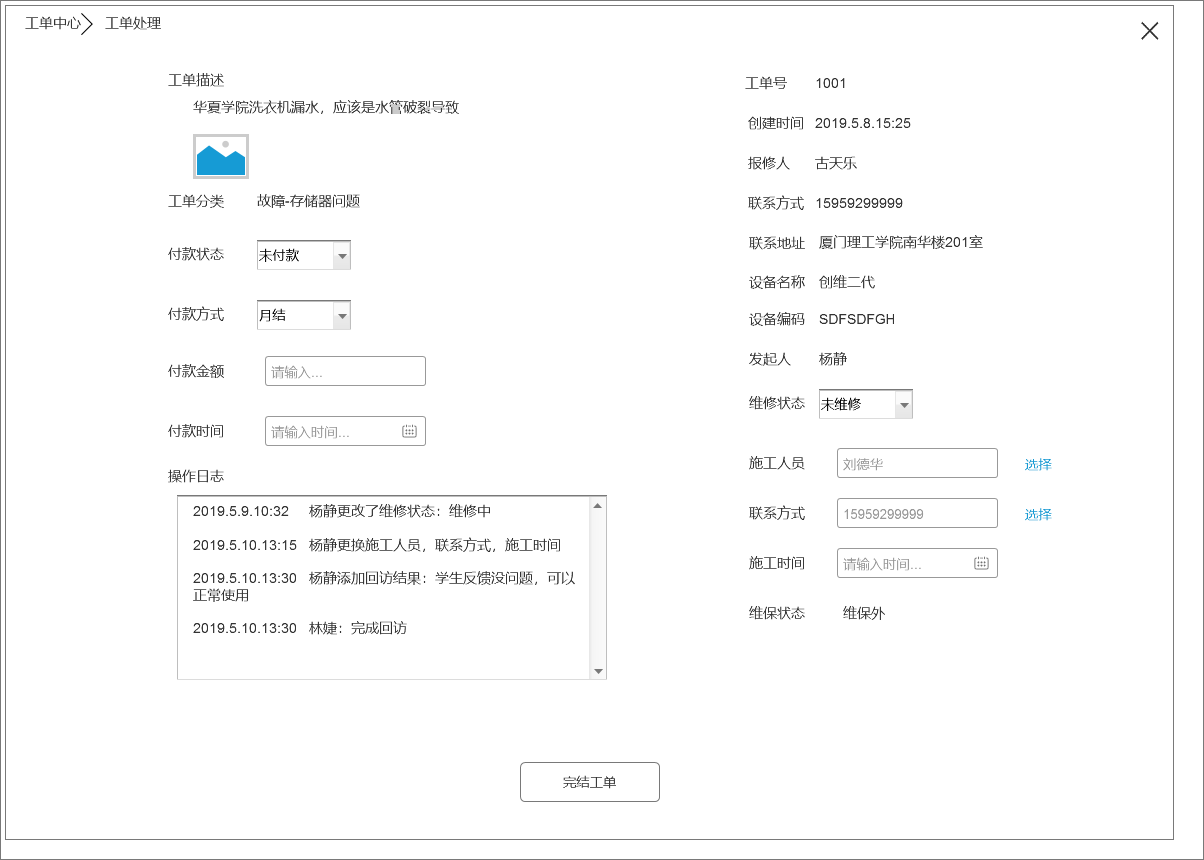 工单中心 工单处理
工单描述
华夏学院洗衣机漏水，应该是水管破裂导致
工单分类 故障-存储器问题
付款状态 未付款
付款方式 月结
付款金额 请输入...
付款时间 请输入时间...
操作日志
2019.5.9.10:32 杨静更改了维修状态：维修中
2019.5.10.13:15 杨静更换施工人员，联系方式，施工时间
2019.5.10.13:30 杨静添加回访结果：学生反馈没问题，可以
正常使用
2019.5.10.13:30 林婕：完成回访
工单号 1001
创建时间 2019.5.8.15:25
报修人 古天乐
联系方式 15959299999
联系地址 厦门理工学院南华楼201室
设备名称 创维二代
设备编码 SDFSDFGH
发起人 杨静
维修状态 未维修
施工人员 刘德华 选择
联系方式 15959299999 选择
施工时间 请输入时间...
维保状态 维保外
完结工单